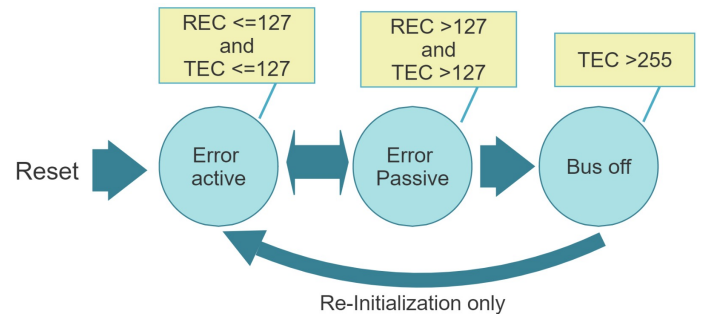 REC <=127
and
TEC <=127
REC >127
and
TEC >127
TEC >255
Reset
Error
active
Error
Passive
Bus off
Re-Initialization only